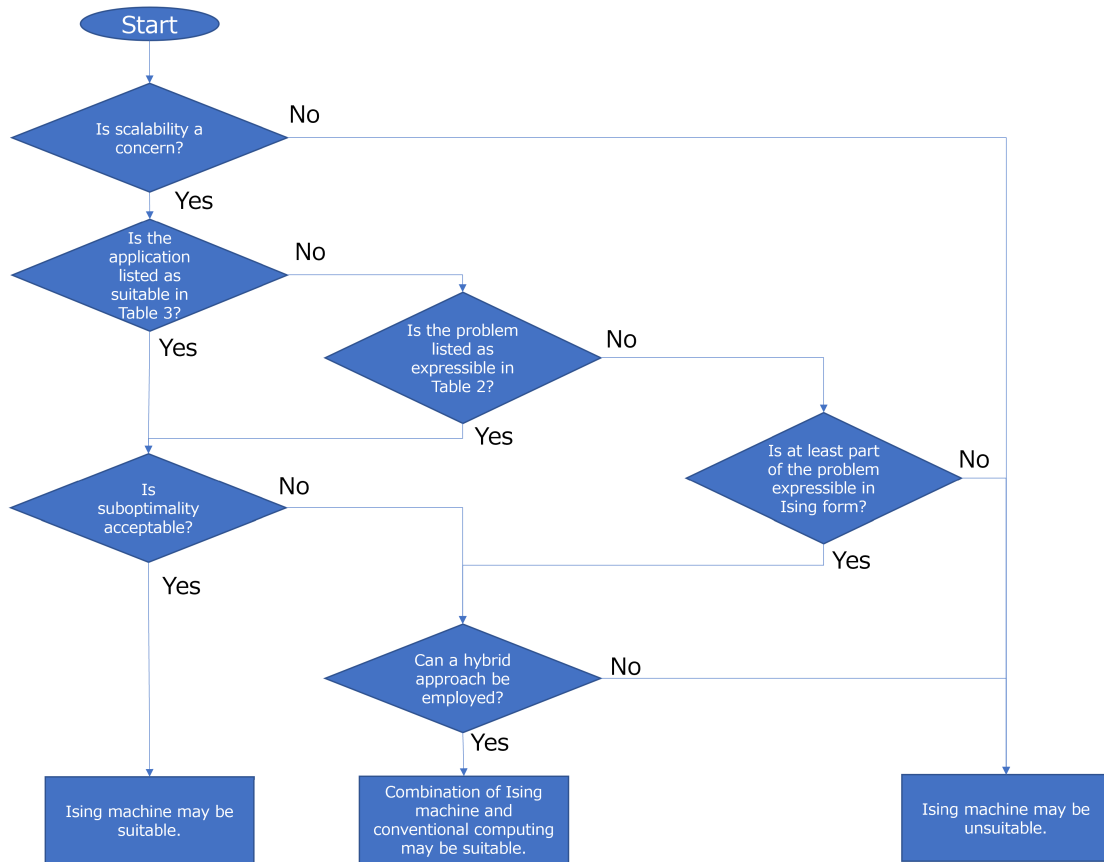 Start
Is scalability a
concern?
No
Yes
Is the
application
listed as
suitable in
Table 3?
No
Yes
Is the problem
listed as
expressible in
Table 2?
No
Yes
Is at least part
of the problem
expressible in
Ising form?
No
Yes
Is
suboptimality
acceptable?
No
Yes
Can a hybrid
approach be
employed?
No
Yes
Ising machine may be
suitable.
Combination of Ising
machine and
conventional computing
may be suitable.
Ising machine may be
unsuitable.